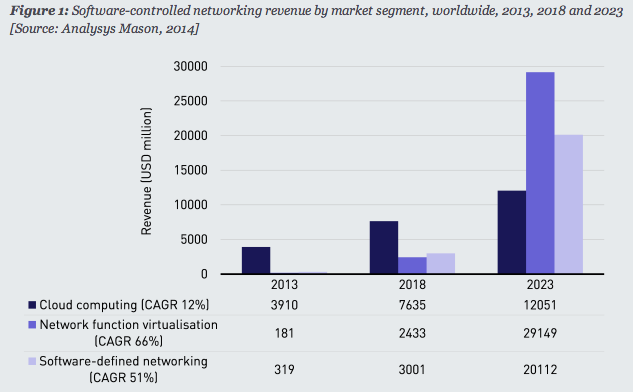 Figure 1: Software-controlled networking revenue by market segment, worldwide, 2013, 2018 and 2023
[Source: Analysys Mason, 2014]
Revenue (USD million)
30000
25000
20000
15000
10000
5000
0
2013 2018 2023
Cloud computing (CAGR 12%) 3910 7635 12051
Network function virtualisation
(CAGR 66%) 181 2433 29149
Software-defined networking
(CAGR 51%) 319 3001 20112